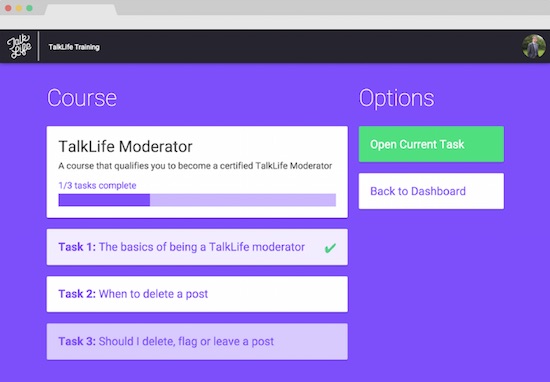 Talk
Life
TalkLife Training
Course
Options
TalkLife Moderator
A course that qualifies you to become a certified TalkLife Moderator
1/3 tasks complete
Open Current Task
Back to Dashboard
Task 1: The basics of being a TalkLife moderator
Task 2: When to delete a post
Task 3: Should I delete, flag or leave a post